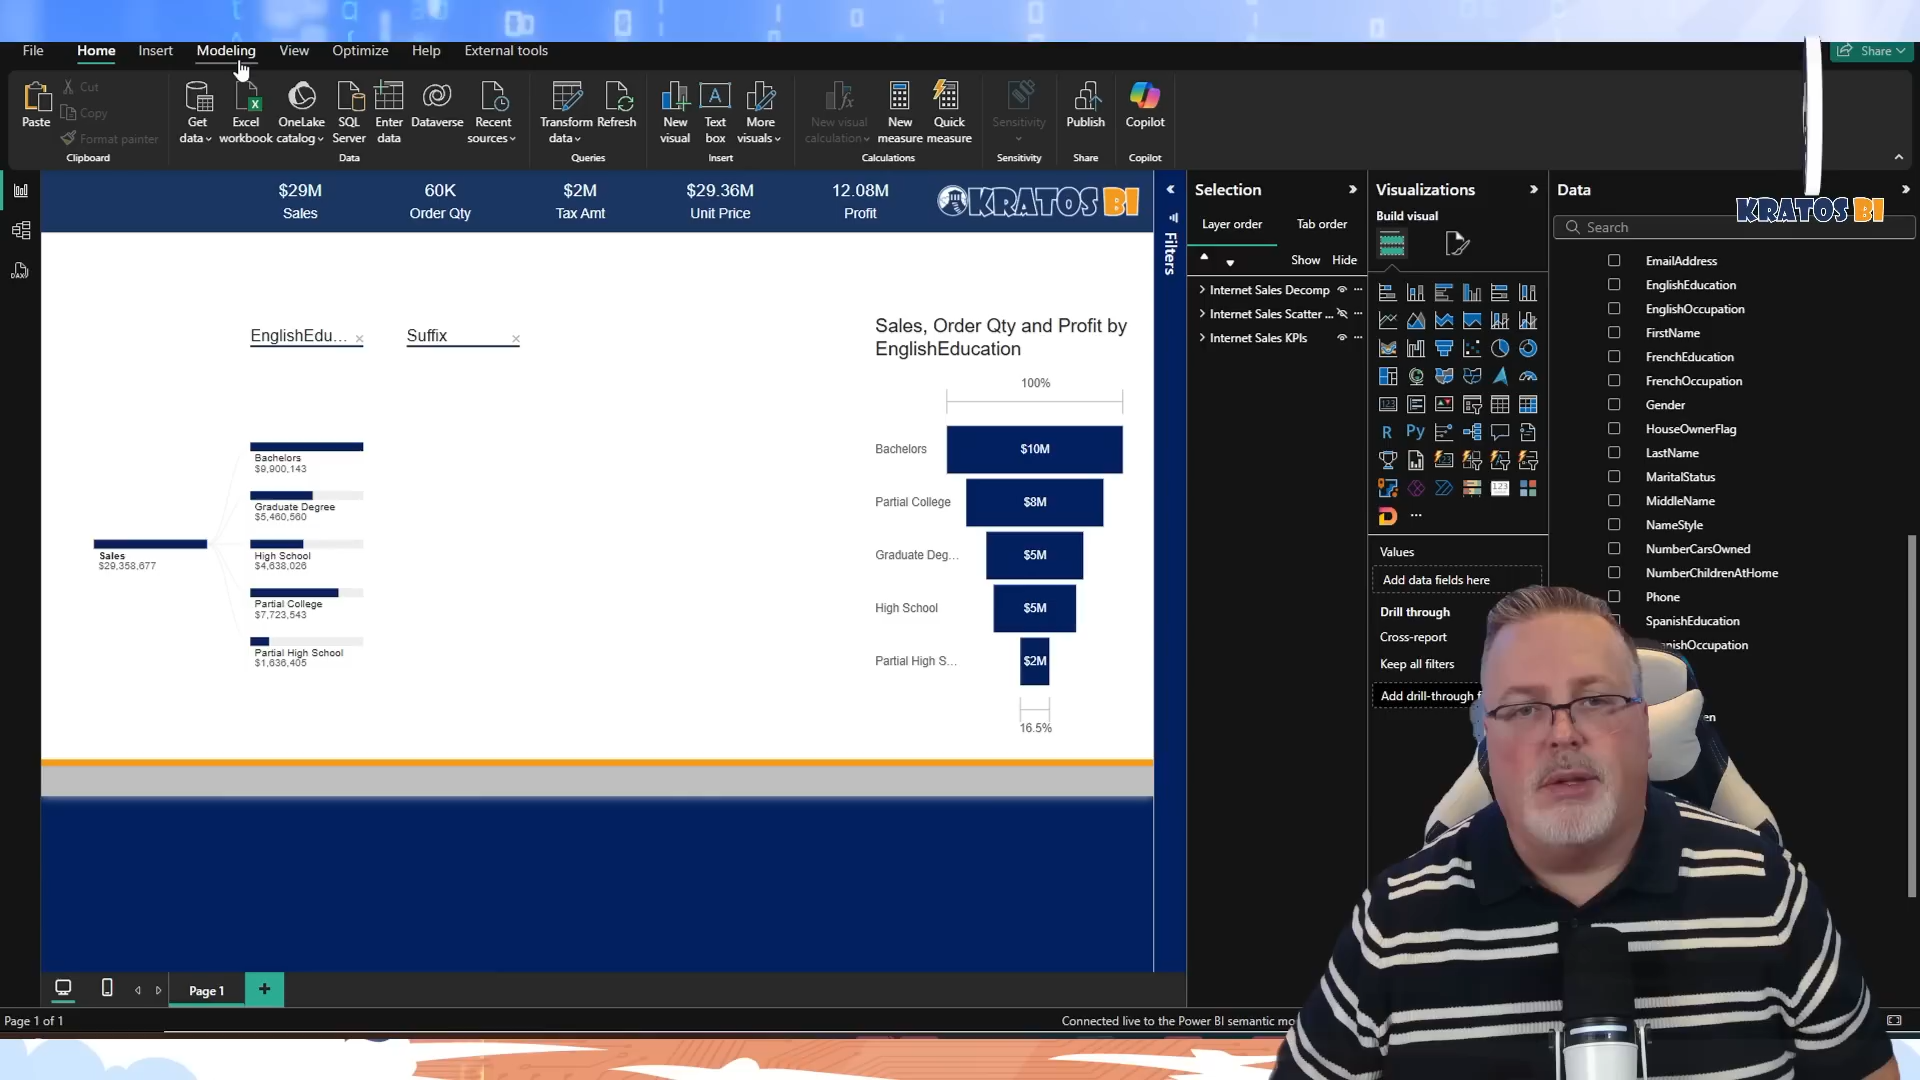 File
Home
Insert
Modeling
View
Optimize
Help
External tools
Share
Paste
Cut
Copy
Format painter
Clipboard
Get
data
Excel
workbook
OneLake
catalog
SQL
Server
Enter
data
Dataverse
Recent
sources
Data
Transform
data
Refresh
Queries
New
visual
Text
box
More
visuals
Insert
New visual
calculation
New
measure
Quick
measure
Calculations
Sensitivity
Sensitivity
Publish
Share
Copilot
Copilot
$29M
Sales
60K
Order Qty
$2M
Tax Amt
$29.36M
Unit Price
12.08M
Profit
KRATOS BI
EnglishEdu...
Suffix
Sales
$29,358,677
Bachelors
$9,900,143
Graduate Degree
$5,460,560
High School
$4,638,026
Partial College
$7,723,543
Partial High School
$1,636,405
Sales, Order Qty and Profit by
EnglishEducation
100%
Bachelors
$10M
Partial College
$8M
Graduate Deg...
$5M
High School
$5M
Partial High S...
$2M
16.5%
Filters
Selection
Layer order
Tab order
Show
Hide
Internet Sales Decomp
Internet Sales Scatter ...
Internet Sales KPIs
Visualizations
Build visual
R
Py
123
Values
Add data fields here
Drill through
Cross-report
Keep all filters
Add drill-through f
Data
KRATOS BI
Search
EmailAddress
EnglishEducation
EnglishOccupation
FirstName
FrenchEducation
FrenchOccupation
Gender
HouseOwnerFlag
LastName
MaritalStatus
MiddleName
NameStyle
NumberCarsOwned
NumberChildrenAtHome
Phone
SpanishEducation
nishOccupation
en
Page 1
Page 1 of 1
Connected live to the Power BI semantic mo